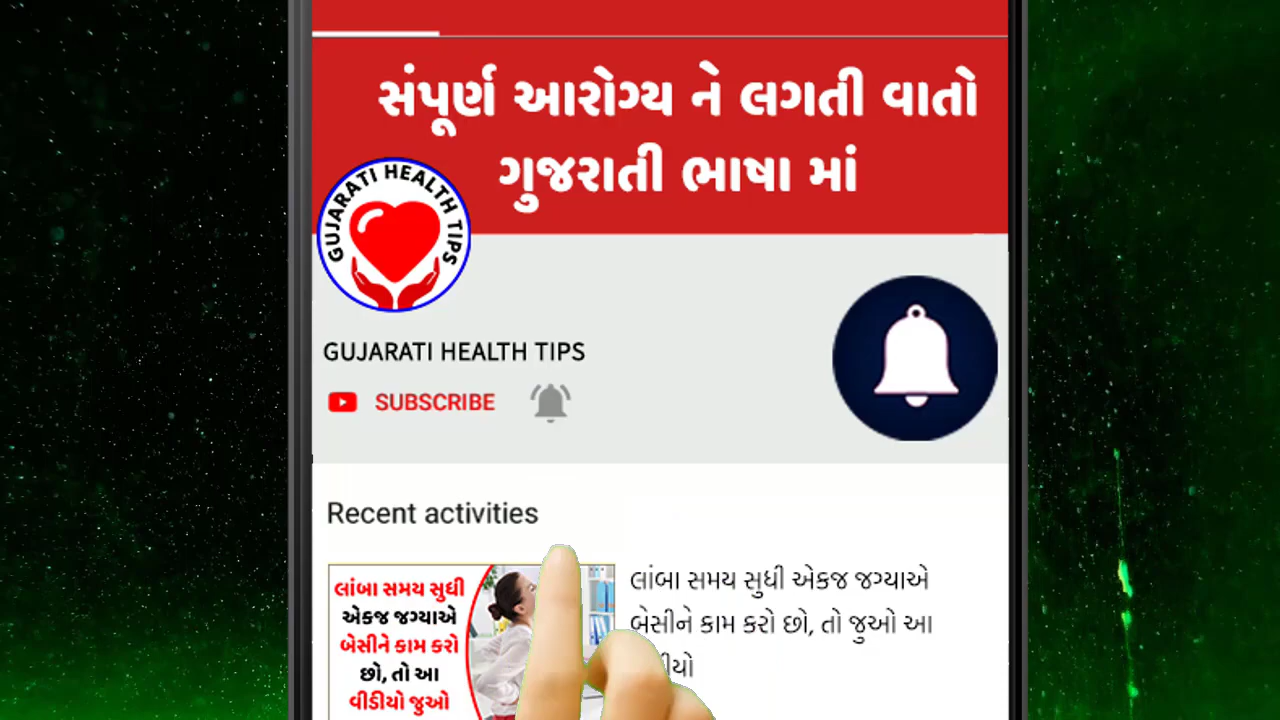 સંપૂર્ણ આરોગ્ય ને લગતી વાતો
ગુજરાતી ભાષા માં
GUJARATI HEALTH TIPS
GUJARATI HEALTH TIPS
SUBSCRIBE
Recent activities
લાંબા સમય સુધી
એકજ જગ્યાએ
બેસીને કામ કરો
છો, તો આ
વીડીયો જુઓ
લાંબા સમય સુધી એકજ જગ્યાએ
બેસીને કામ કરો છો, તો જુઓ આ